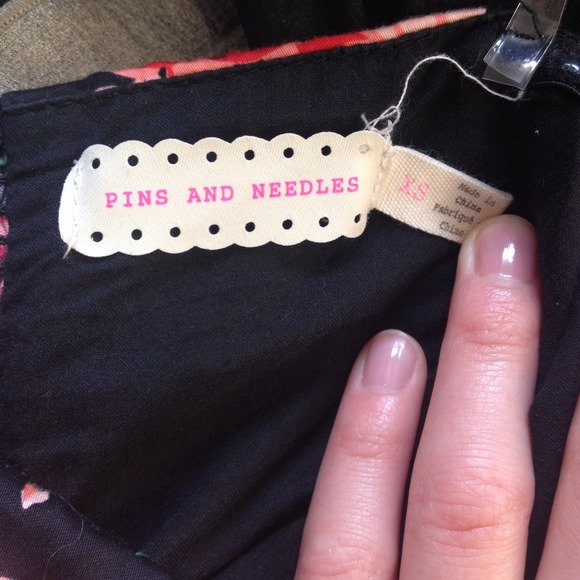 PINS AND NEEDLES
XS
Made in
China
Fabriqué
Chine